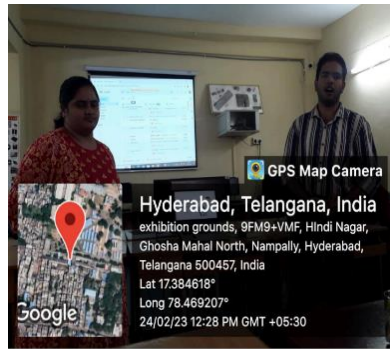 GPS Map Camera
Hyderabad, Telangana, India
exhibition grounds, 9FM9+VMF, HIndi Nagar,
Ghosha Mahal North, Nampally, Hyderabad,
Telangana 500457, India
Lat 17.384618°
Long 78.469207°
24/02/23 12:28 PM GMT +05:30
Google